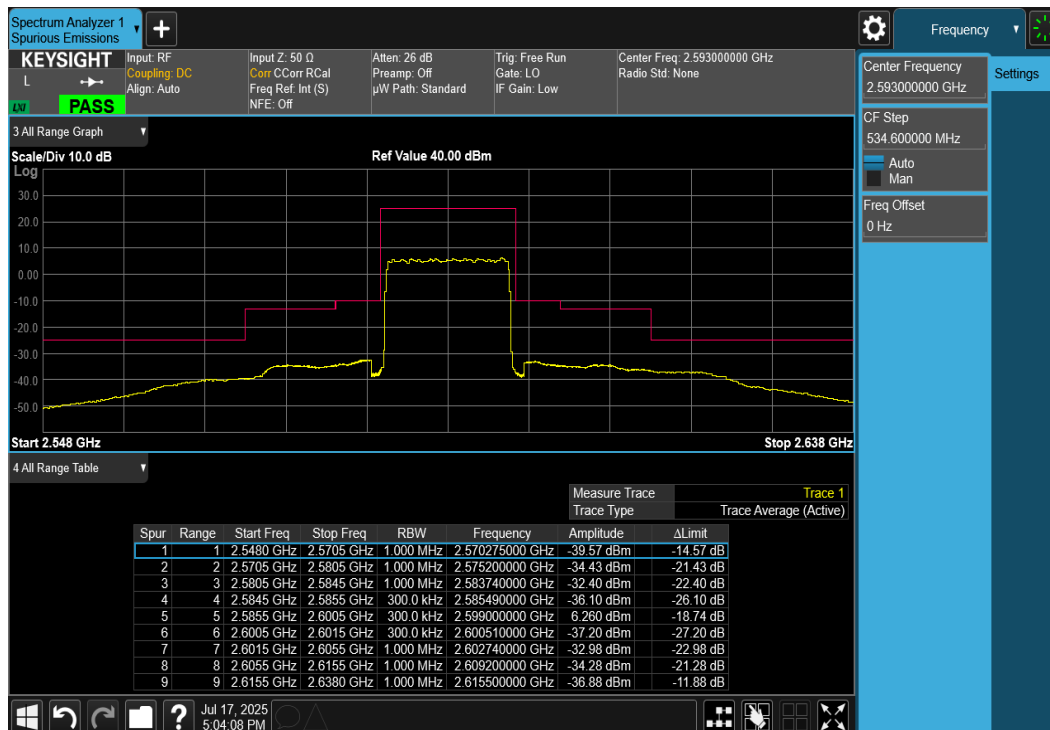 Spectrum Analyzer 1
Spurious Emissions
Frequency
KEYSIGHT
L
LXI
PASS
Input: RF
Coupling: DC
Align: Auto
Input Z: 50 Ω
Corr CCorr RCal
Freq Ref: Int (S)
NFE: Off
Atten: 26 dB
Preamp: Off
µW Path: Standard
Trig: Free Run
Gate: LO
IF Gain: Low
Center Freq: 2.593000000 GHz
Radio Std: None
Center Frequency
2.593000000 GHz
Settings
CF Step
534.600000 MHz
Auto
Man
Freq Offset
0 Hz
3 All Range Graph
Scale/Div 10.0 dB
Ref Value 40.00 dBm
Log
30.0
20.0
10.0
0.00
-10.0
-20.0
-30.0
-40.0
-50.0
Start 2.548 GHz
Stop 2.638 GHz
4 All Range Table
Measure Trace Trace 1
Trace Type Trace Average (Active)
Spur Range Start Freq Stop Freq RBW Frequency Amplitude ΔLimit
1 1 2.5480 GHz 2.5705 GHz 1.000 MHz 2.570275000 GHz -39.57 dBm -14.57 dB
2 2 2.5705 GHz 2.5805 GHz 1.000 MHz 2.575200000 GHz -34.43 dBm -21.43 dB
3 3 2.5805 GHz 2.5845 GHz 1.000 MHz 2.583740000 GHz -32.40 dBm -22.40 dB
4 4 2.5845 GHz 2.5855 GHz 300.0 kHz 2.585490000 GHz -36.10 dBm -26.10 dB
5 5 2.5855 GHz 2.6005 GHz 300.0 kHz 2.599000000 GHz 6.260 dBm -18.74 dB
6 6 2.6005 GHz 2.6015 GHz 300.0 kHz 2.600510000 GHz -37.20 dBm -27.20 dB
7 7 2.6015 GHz 2.6055 GHz 1.000 MHz 2.602740000 GHz -32.98 dBm -22.98 dB
8 8 2.6055 GHz 2.6155 GHz 1.000 MHz 2.609200000 GHz -34.28 dBm -21.28 dB
9 9 2.6155 GHz 2.6380 GHz 1.000 MHz 2.615500000 GHz -36.88 dBm -11.88 dB
Jul 17, 2025
5:04:08 PM